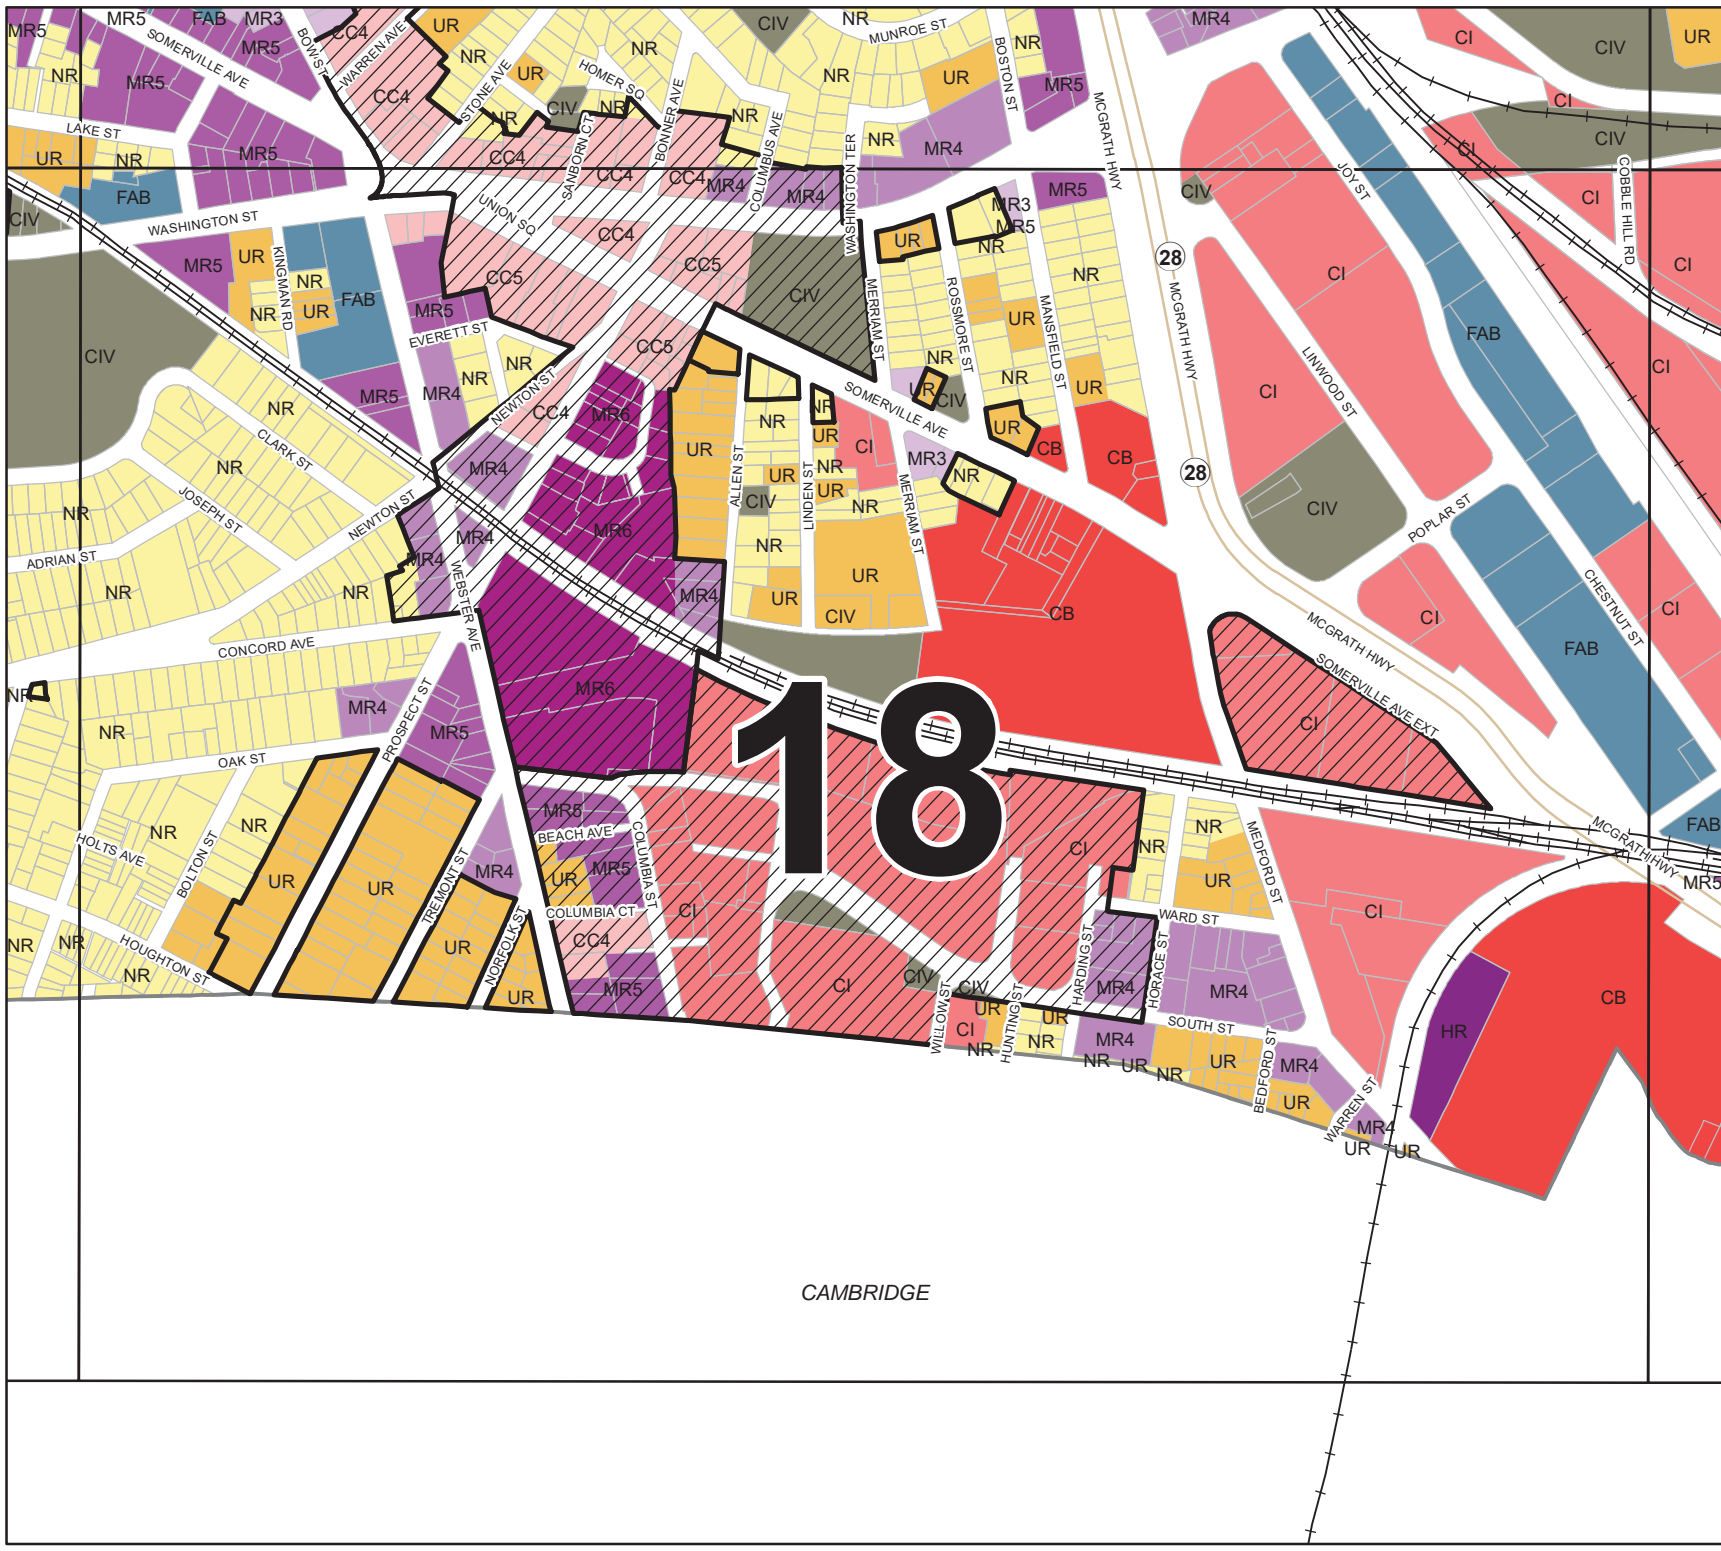 MR5
MR5
FAB
MR3
CC4
UR
CIV
NR
MUNROE ST
MR4
CI
CIV
UR
SOMERVILLE AVE
MR5
BOW ST
WARREN AVE
NR
NR
BOSTON ST
NR
NR
MR5
STONE AVE
UR
HOMER SQ
NR
UR
MR5
MCGRATH HWY
CC4
CIV
NR
BONNER AVE
NR
CI
LAKE ST
NR
SANBORN CT
COLUMBUS AVE
WASHINGTON TER
NR
MR4
CIV
UR
NR
MR5
CC4
CI
JOY ST
COBBLE HILL RD
FAB
CC4
CC4
MR4
MR4
MR5
CIV
CI
CIV
WASHINGTON ST
UNION SQ
CC4
MR3
MR5
NR
UR
MR5
UR
KINGMAN RD
NR
FAB
CC5
CC5
CIV
MERRIAM ST
ROSSMORE ST
MANSFIELD ST
NR
28
MCGRATH HWY
CI
CI
NR
UR
MR5
EVERETT ST
UR
FAB
CIV
CC5
NR
NR
LINWOOD ST
CI
MR5
MR4
NR
NR
NEWTON ST
CC4
MR6
SOMERVILLE AVE
UR
CIV
NR
UR
CI
NR
CLARK ST
NR
NR
UR
UR
CB
CB
NR
JOSEPH ST
MR4
UR
ALLEN ST
LINDEN ST
CI
NR
MR3
NR
28
NR
NEWTON ST
UR
UR
CIV
NR
MERRIAM ST
CIV
POPLAR ST
ADRIAN ST
MR4
MR4
MR6
NR
NR
NR
WEBSTER AVE
MR4
UR
UR
CIV
CB
CI
CHESTNUT ST
CI
FAB
CONCORD AVE
MCGRATH HWY
NR
MR4
PROSPECT ST
MR6
SOMERVILLE AVE EXT
CI
NR
MR5
18
OAK ST
HOLTS AVE
NR
BOLTON ST
NR
MR5
BEACH AVE
COLUMBIA ST
CI
NR
NR
MEDFORD ST
MCGRATH HWY
FAB
UR
UR
TREMONT ST
MR4
UR
MR5
UR
MR5
NR
NR
HOUGHTON ST
NR
UR
NORFOLK ST
COLUMBIA CT
CC4
CI
WARD ST
CI
UR
MR5
CI
CIV
CIV
WILLOW ST
HUNTING ST
HARDING ST
MR4
HORACE ST
MR4
CB
CI
UR
UR
NR
NR
MR4
SOUTH ST
HR
NR
UR
NR
UR
BEDFORD ST
MR4
UR
WARREN ST
MR4
UR
UR
CAMBRIDGE